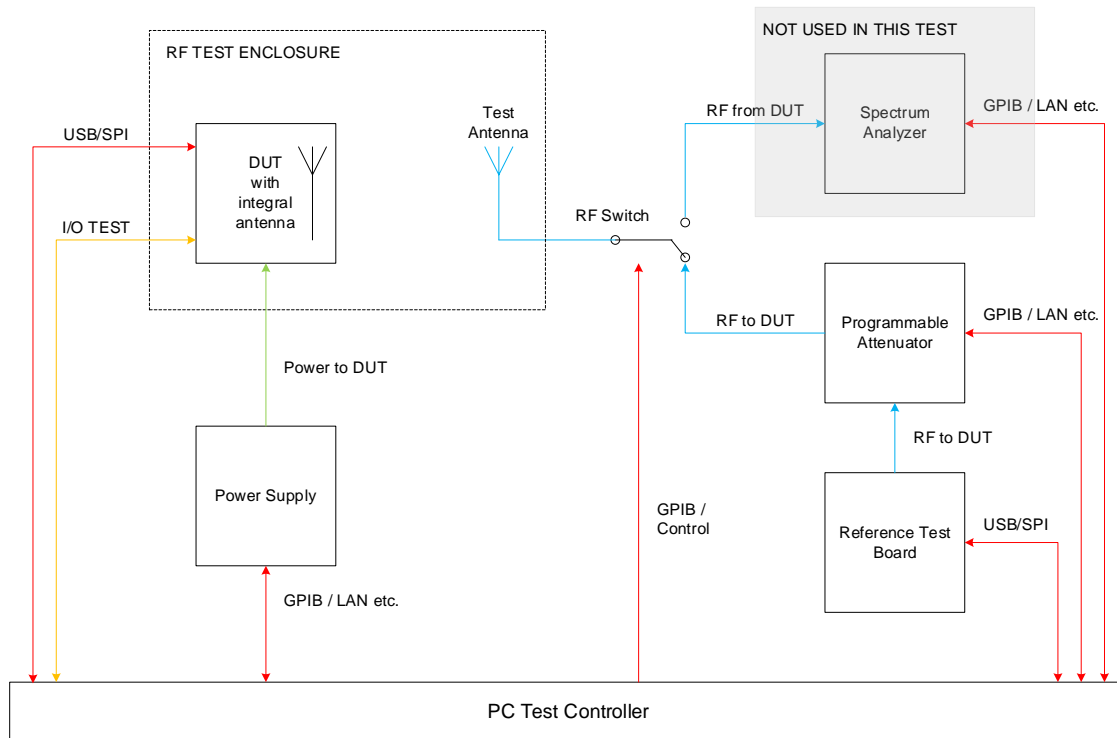 NOT USED IN THIS TEST
RF TEST ENCLOSURE
Test
Antenna
RF from DUT
Spectrum
Analyzer
GPIB / LAN etc.
USB/SPI
DUT
with
integral
antenna
RF Switch
I/O TEST
RF to DUT
Programmable
Attenuator
GPIB / LAN etc.
Power to DUT
RF to DUT
Power Supply
GPIB /
Control
Reference Test
Board
USB/SPI
GPIB / LAN etc.
PC Test Controller